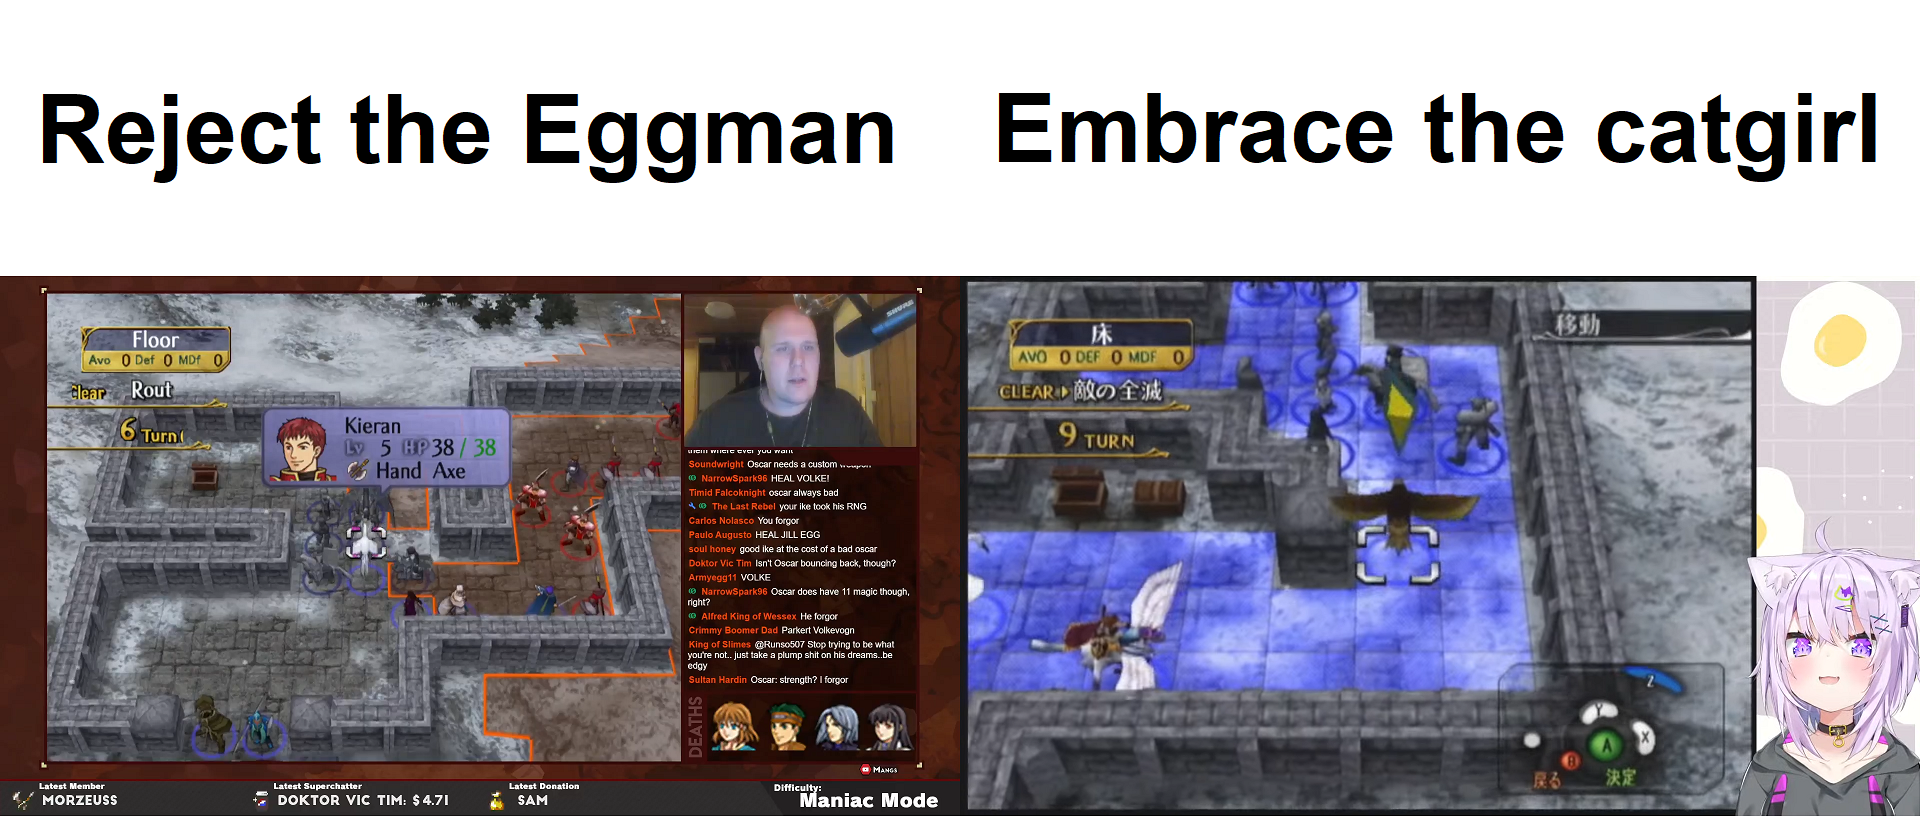 Reject the Eggman
Embrace the catgirl
Floor
Avo 0 Def 0 MDf 0
Clear Rout
6 Turn
Kieran
Lv 5 HP 38 / 38
Hand Axe
them where ever you want
Soundwright Oscar needs a custom weapon
NarrowSpark96 HEAL VOLKE!
Timid Falcoknight oscar always bad
The Last Rebel your ike took his RNG
Carlos Nolasco You forgor
Paulo Augusto HEAL JILL EGG
soul honey good ike at the cost of a bad oscar
Doktor Vic Tim Isn't Oscar bouncing back, though?
Armyegg11 VOLKE
NarrowSpark96 Oscar does have 11 magic though,
right?
Alfred King of Wessex He forgor
Crimmy Boomer Dad Parkert Volkevogn
King of Slimes @Runso507 Stop trying to be what
you're not.. just take a plump shit on his dreams..be
edgy
Sultan Hardin Oscar: strength? I forgor
DEATHS
MANGS
Latest Member
MORZEUSS
Latest Superchatter
DOKTOR VIC TIM: $4.71
Latest Donation
SAM
Difficulty:
Maniac Mode
SHURE
床
AVO 0 DEF 0 MDF 0
CLEAR 敵の全滅
9 TURN
移動
Z
Y
X
A
B
戻る
決定